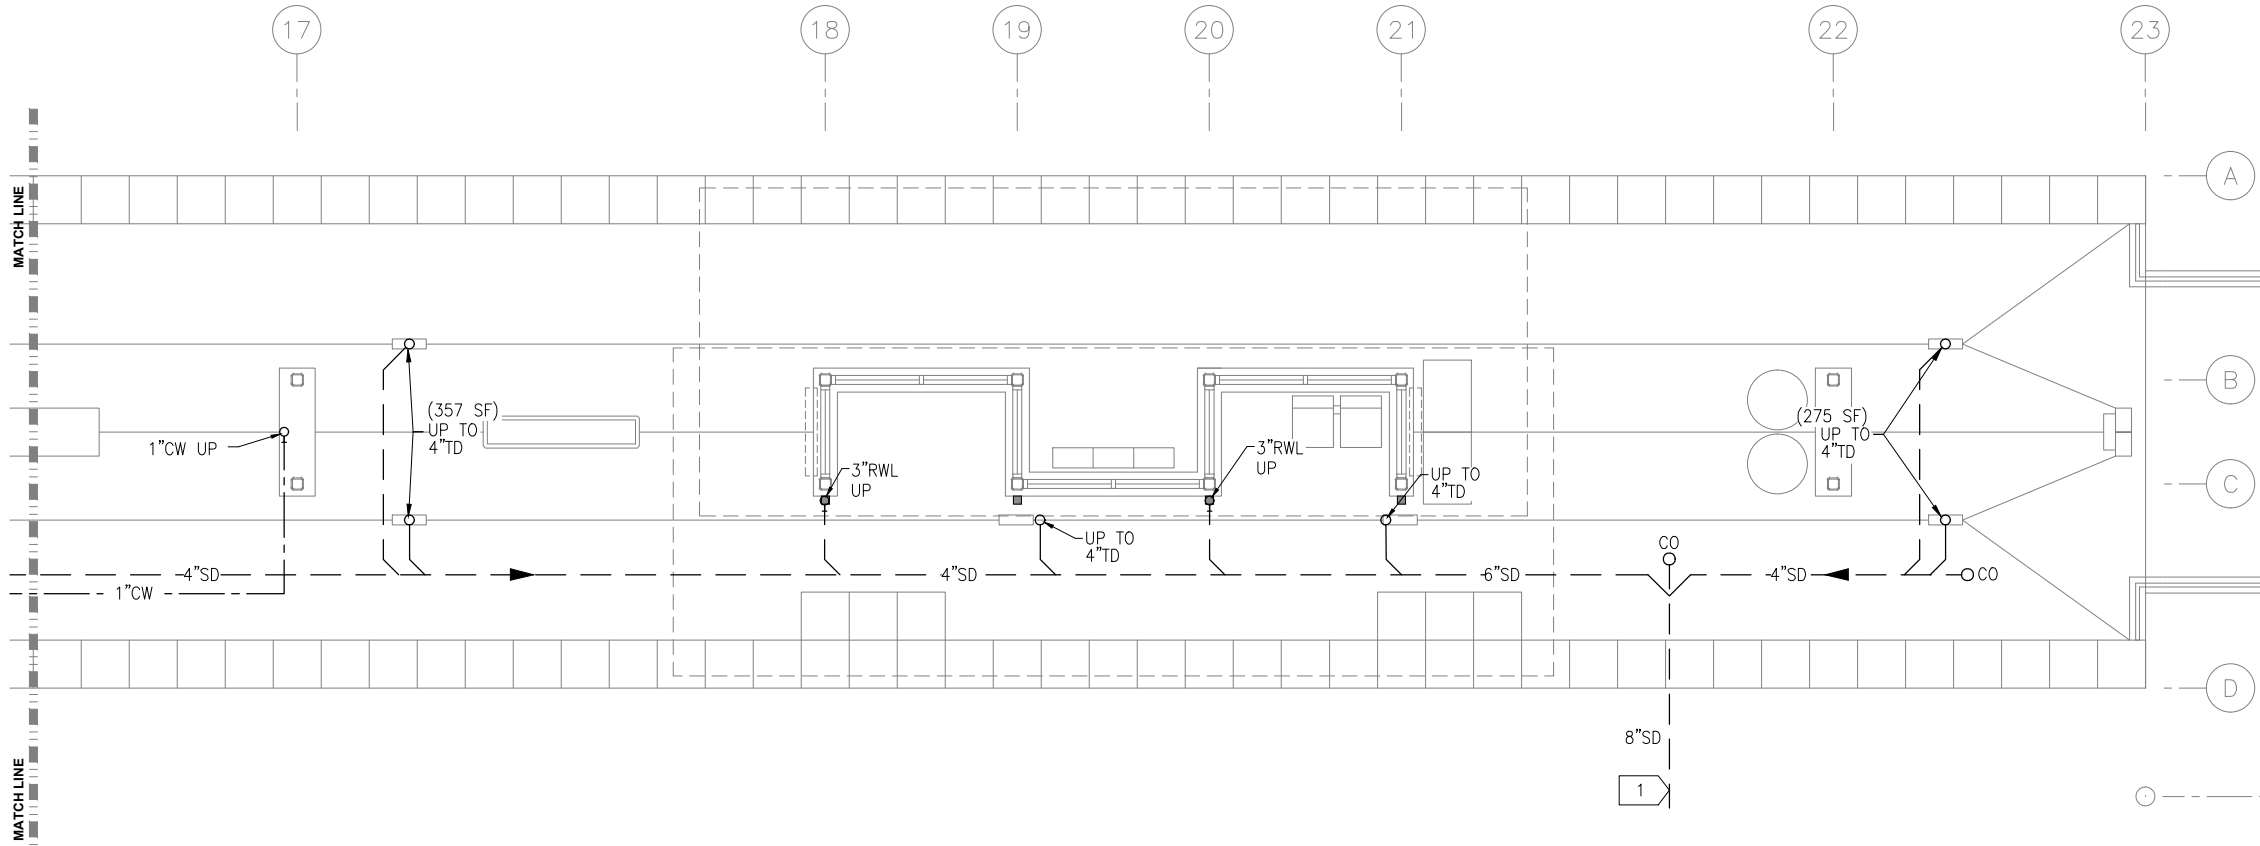 17
18
19
20
21
22
23
A
MATCH LINE
B
(357 SF)
UP TO
4"TD
(275 SF)
UP TO
4"TD
1"CW UP
3"RWL
UP
3"RWL
UP
UP TO
4"TD
C
UP TO
4"TD
CO
4"SD
4"SD
6"SD
4"SD
CO
1"CW
D
8"SD
1
MATCH LINE